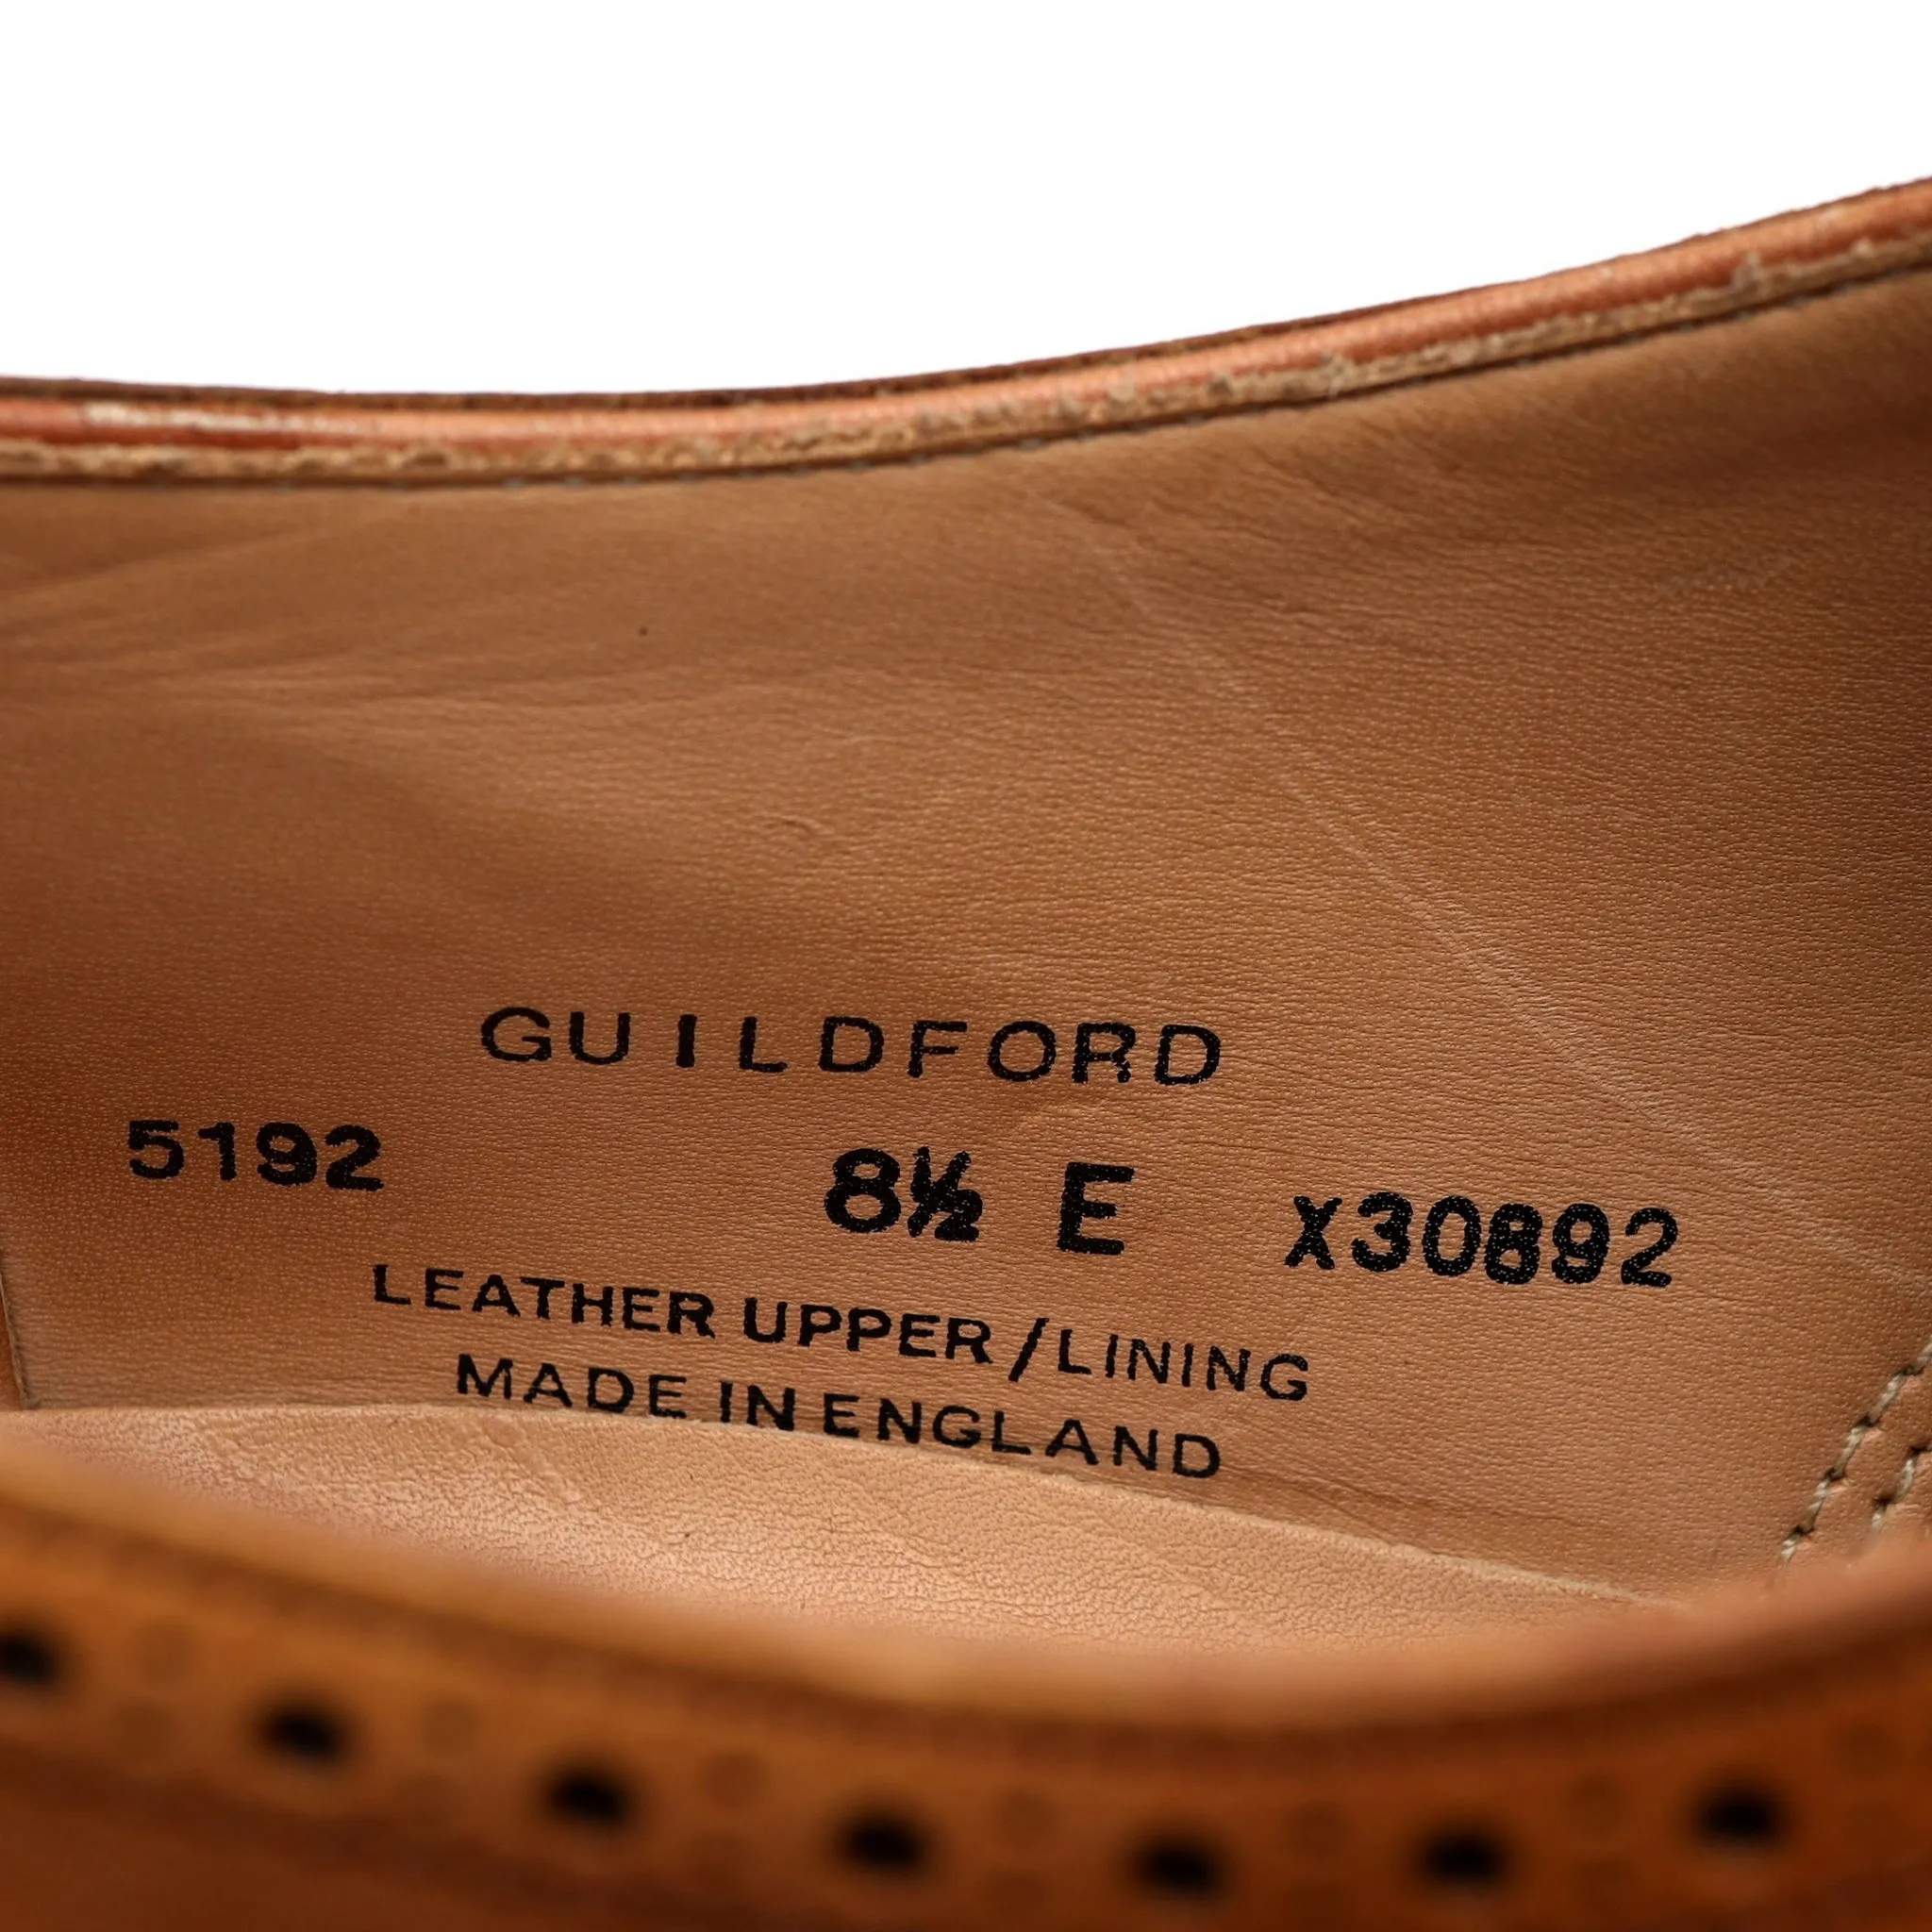 GUILDFORD
5192 8½ E X30892
LEATHER UPPER/LINING
MADE IN ENGLAND